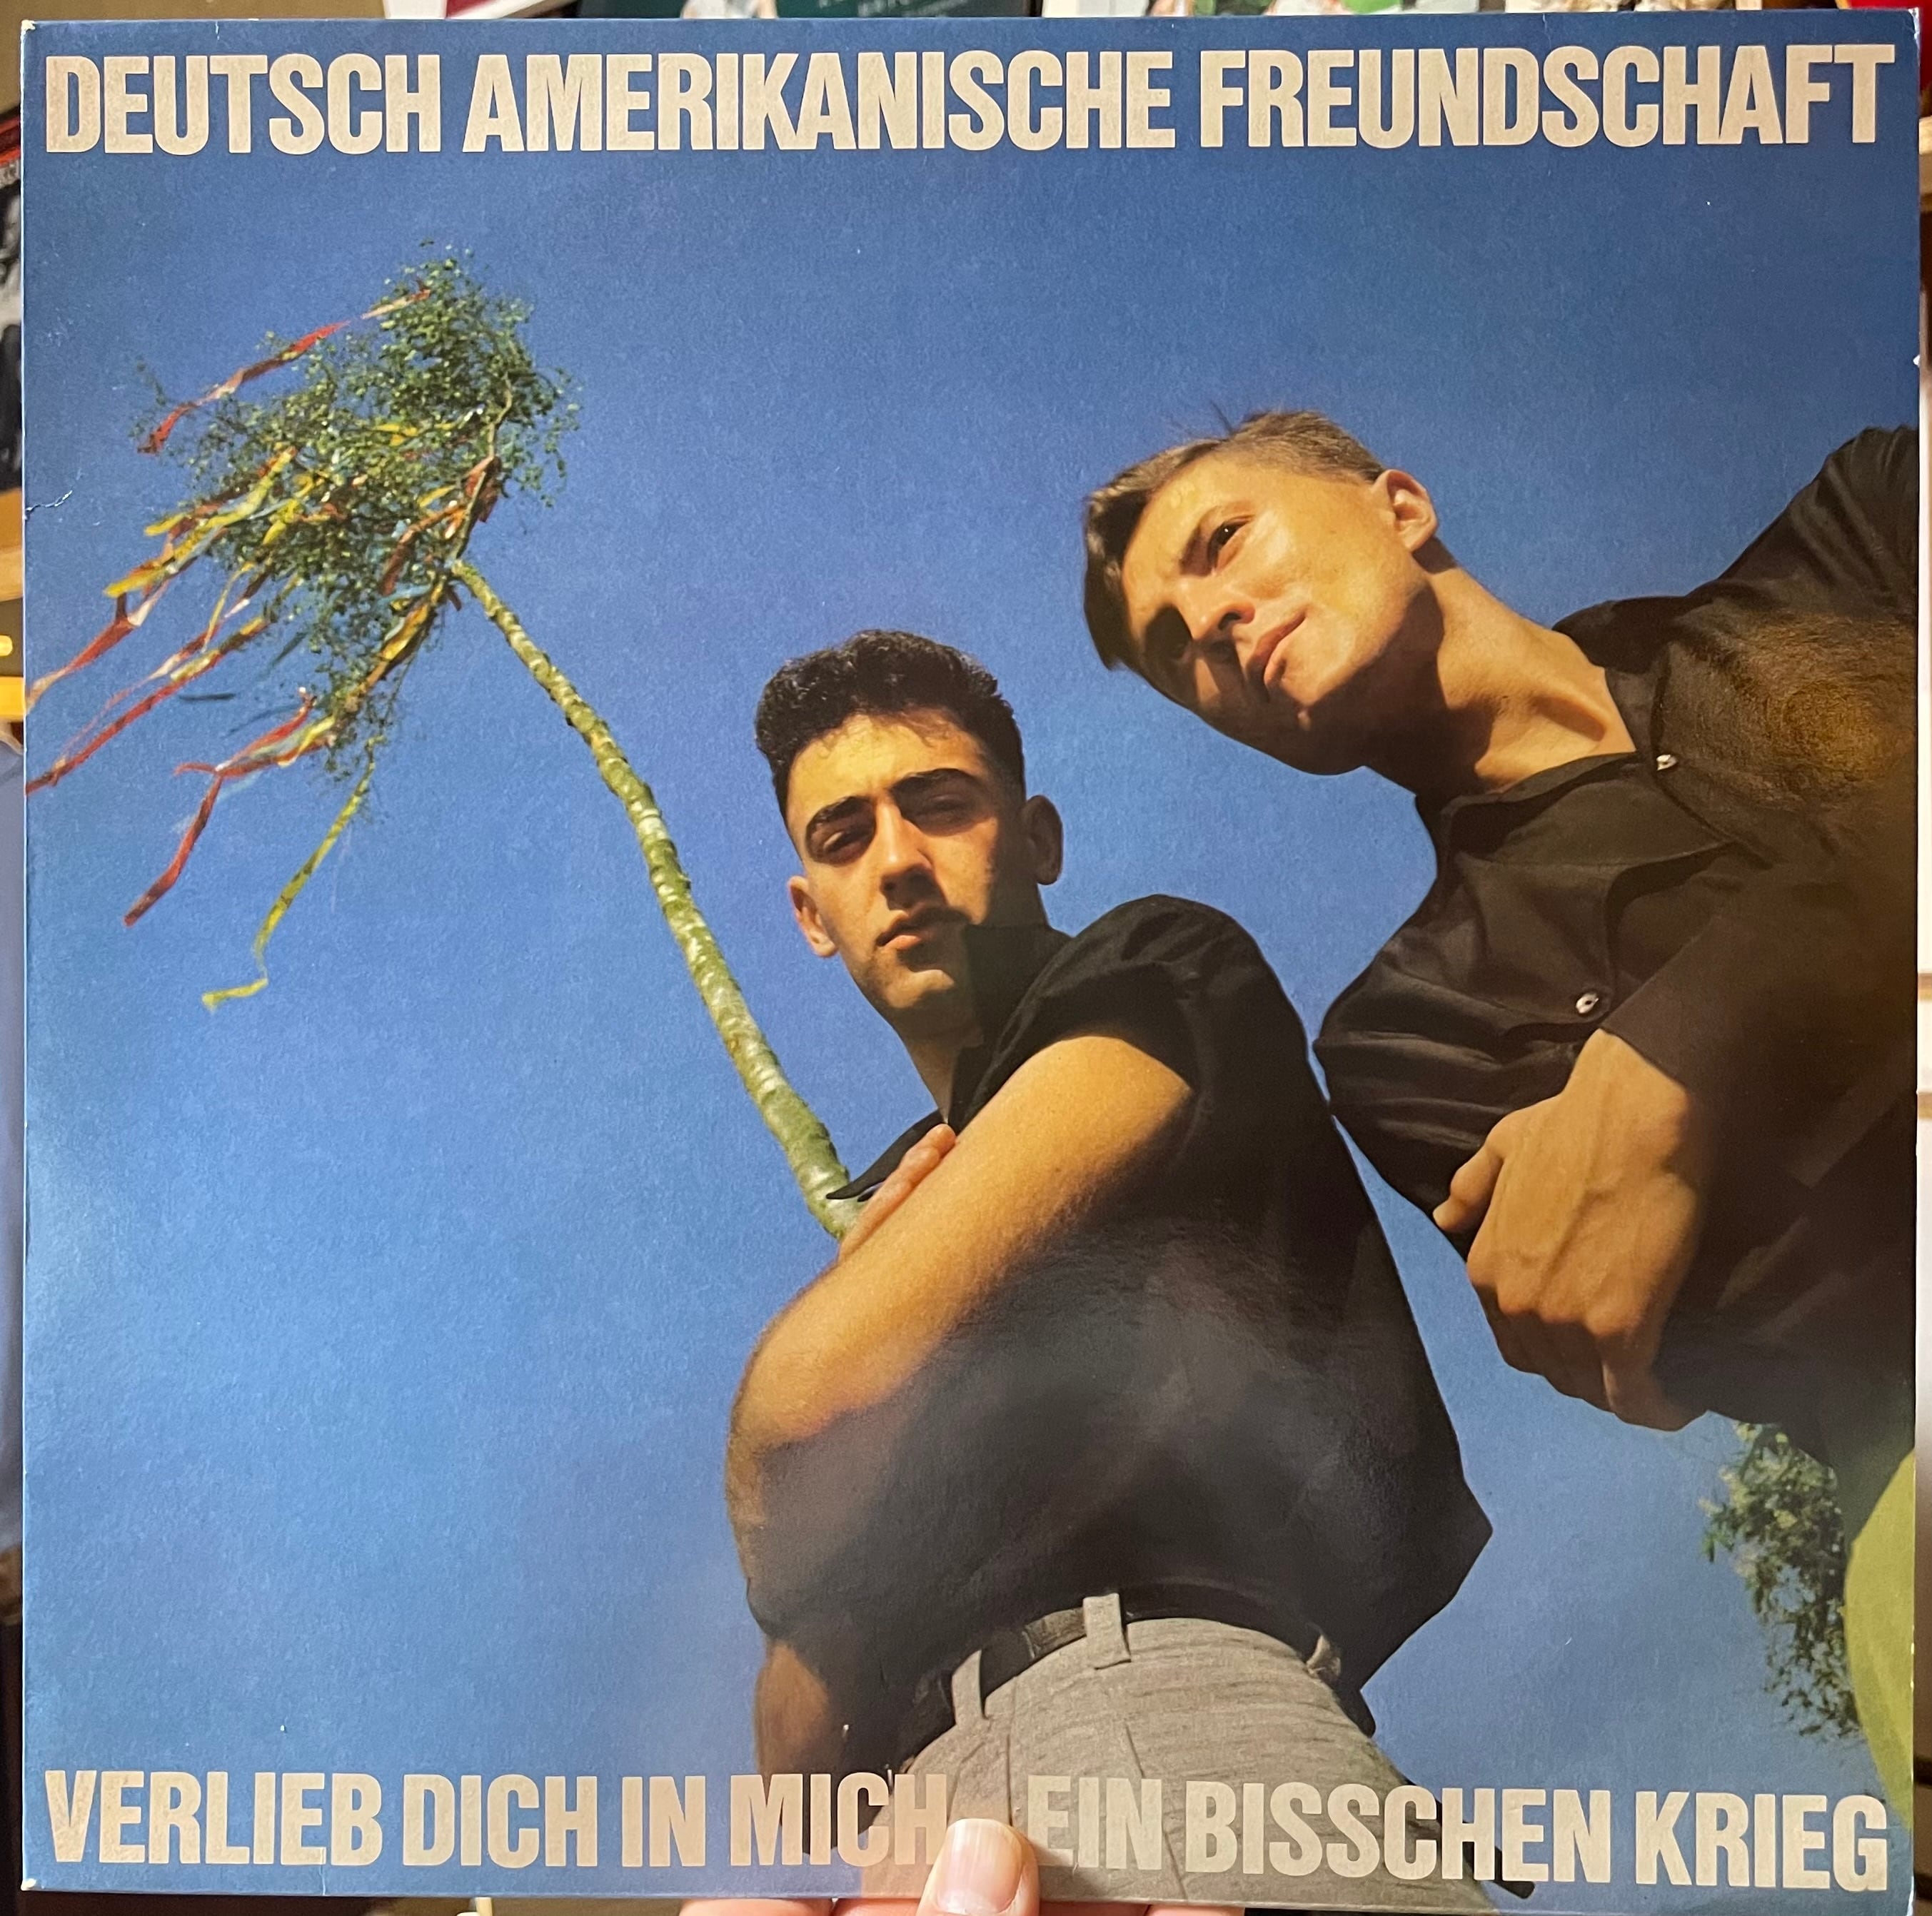 DEUTSCH AMERIKANISCHE FREUNDSCHAFT
VERLIEB DICH IN MICH EIN BISSCHEN KRIEG